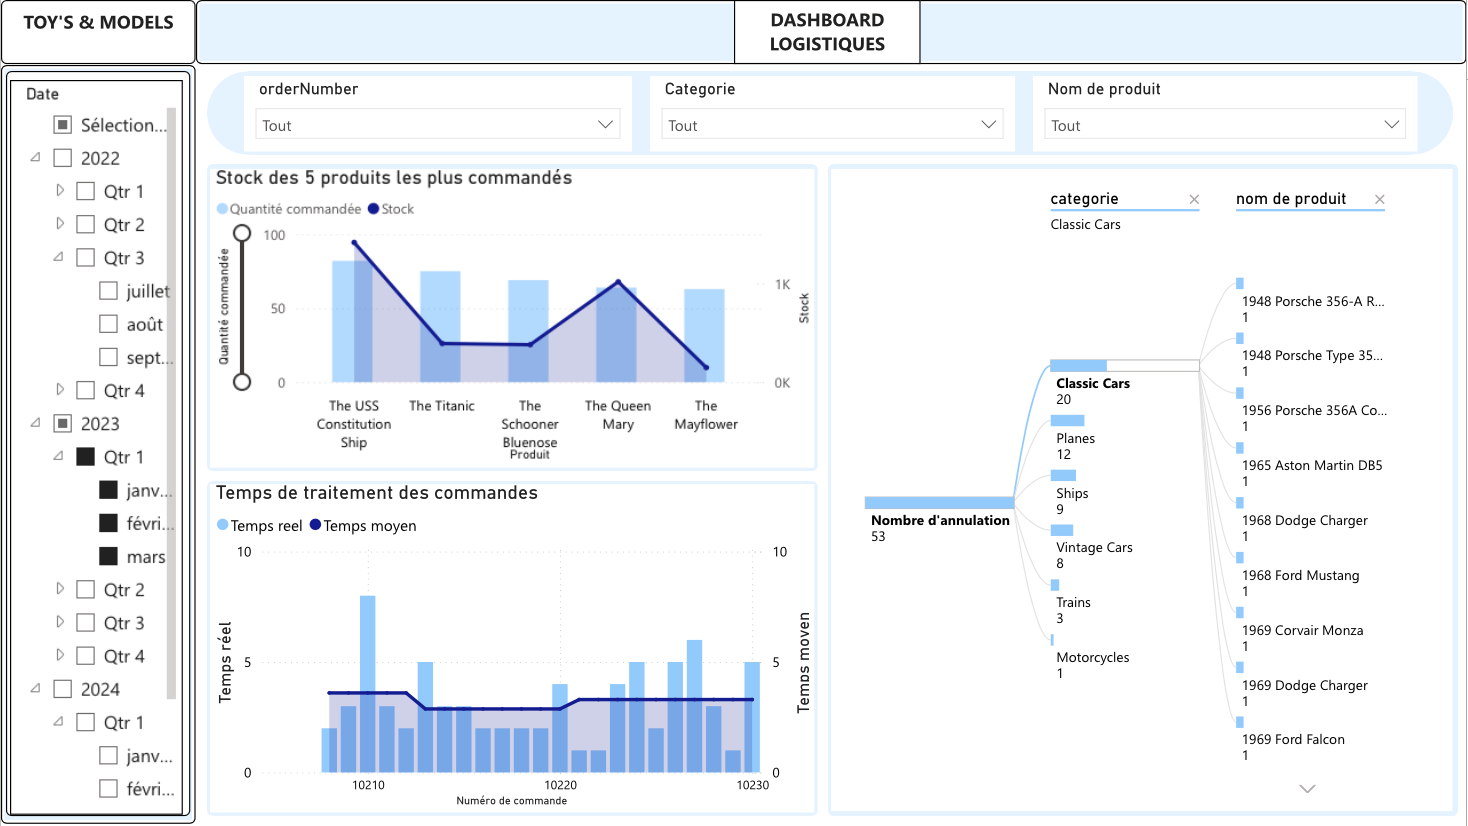 TOY'S & MODELS
DASHBOARD
LOGISTIQUES
Date
Sélection...
2022
Qtr 1
Qtr 2
Qtr 3
juillet
août
sept...
Qtr 4
2023
Qtr 1
janv...
févri...
mars
Qtr 2
Qtr 3
Qtr 4
2024
Qtr 1
janv...
févri...
orderNumber
Tout
Categorie
Tout
Nom de produit
Tout
Stock des 5 produits les plus commandés
Quantité commandée Stock
Quantité commandée
100
50
0
1K
0K
Stock
The USS
Constitution
Ship
The Titanic
The
Schooner
Bluenose
The Queen
Mary
The
Mayflower
Produit
Temps de traitement des commandes
Temps reel Temps moyen
Temps réel
10
5
0
10
5
0
Temps moyen
10210
10220
10230
Numéro de commande
categorie
Classic Cars
nom de produit
Nombre d'annulation
53
Classic Cars
20
Planes
12
Ships
9
Vintage Cars
8
Trains
3
Motorcycles
1
1948 Porsche 356-A R...
1
1948 Porsche Type 35...
1
1956 Porsche 356A Co...
1
1965 Aston Martin DB5
1
1968 Dodge Charger
1
1968 Ford Mustang
1
1969 Corvair Monza
1
1969 Dodge Charger
1
1969 Ford Falcon
1